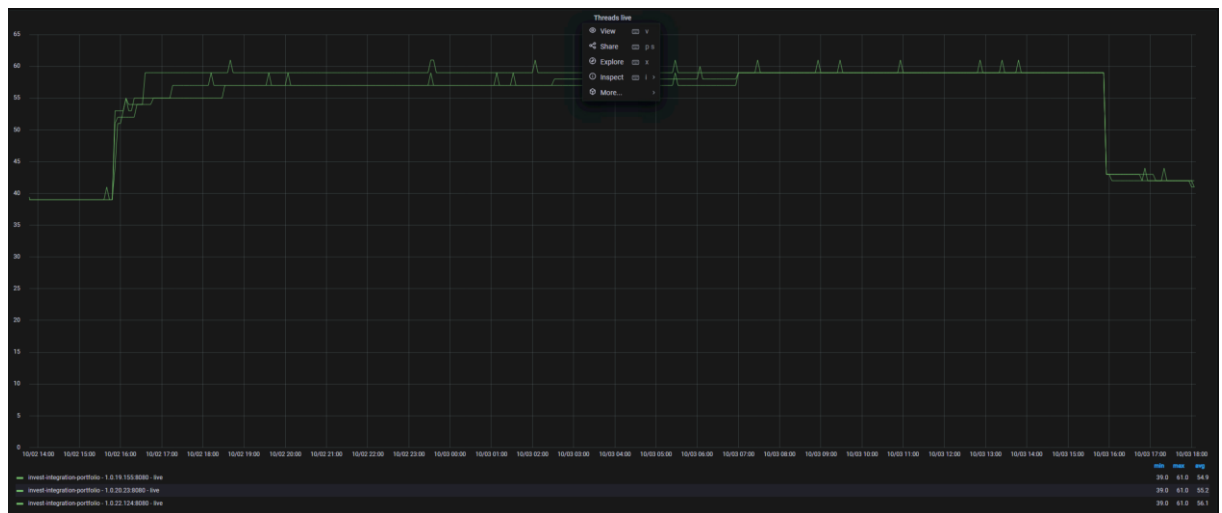 Threads live
View v
Share p s
Explore x
Inspect i
More...
65
60
55
50
45
40
35
30
25
20
15
10
5
0
10/02 14:00 10/02 15:00 10/02 16:00 10/02 17:00 10/02 18:00 10/02 19:00 10/02 20:00 10/02 21:00 10/02 22:00 10/02 23:00 10/03 00:00 10/03 01:00 10/03 02:00 10/03 03:00 10/03 04:00 10/03 05:00 10/03 06:00 10/03 07:00 10/03 08:00 10/03 09:00 10/03 10:00 10/03 11:00 10/03 12:00 10/03 13:00 10/03 14:00 10/03 15:00 10/03 16:00 10/03 17:00 10/03 18:00
min max avg
invest-integration-portfolio - 1.0.19.155:8080 - live 39.0 61.0 54.9
invest-integration-portfolio - 1.0.20.23:8080 - live 39.0 61.0 55.2
invest-integration-portfolio - 1.0.22.124:8080 - live 39.0 61.0 56.1